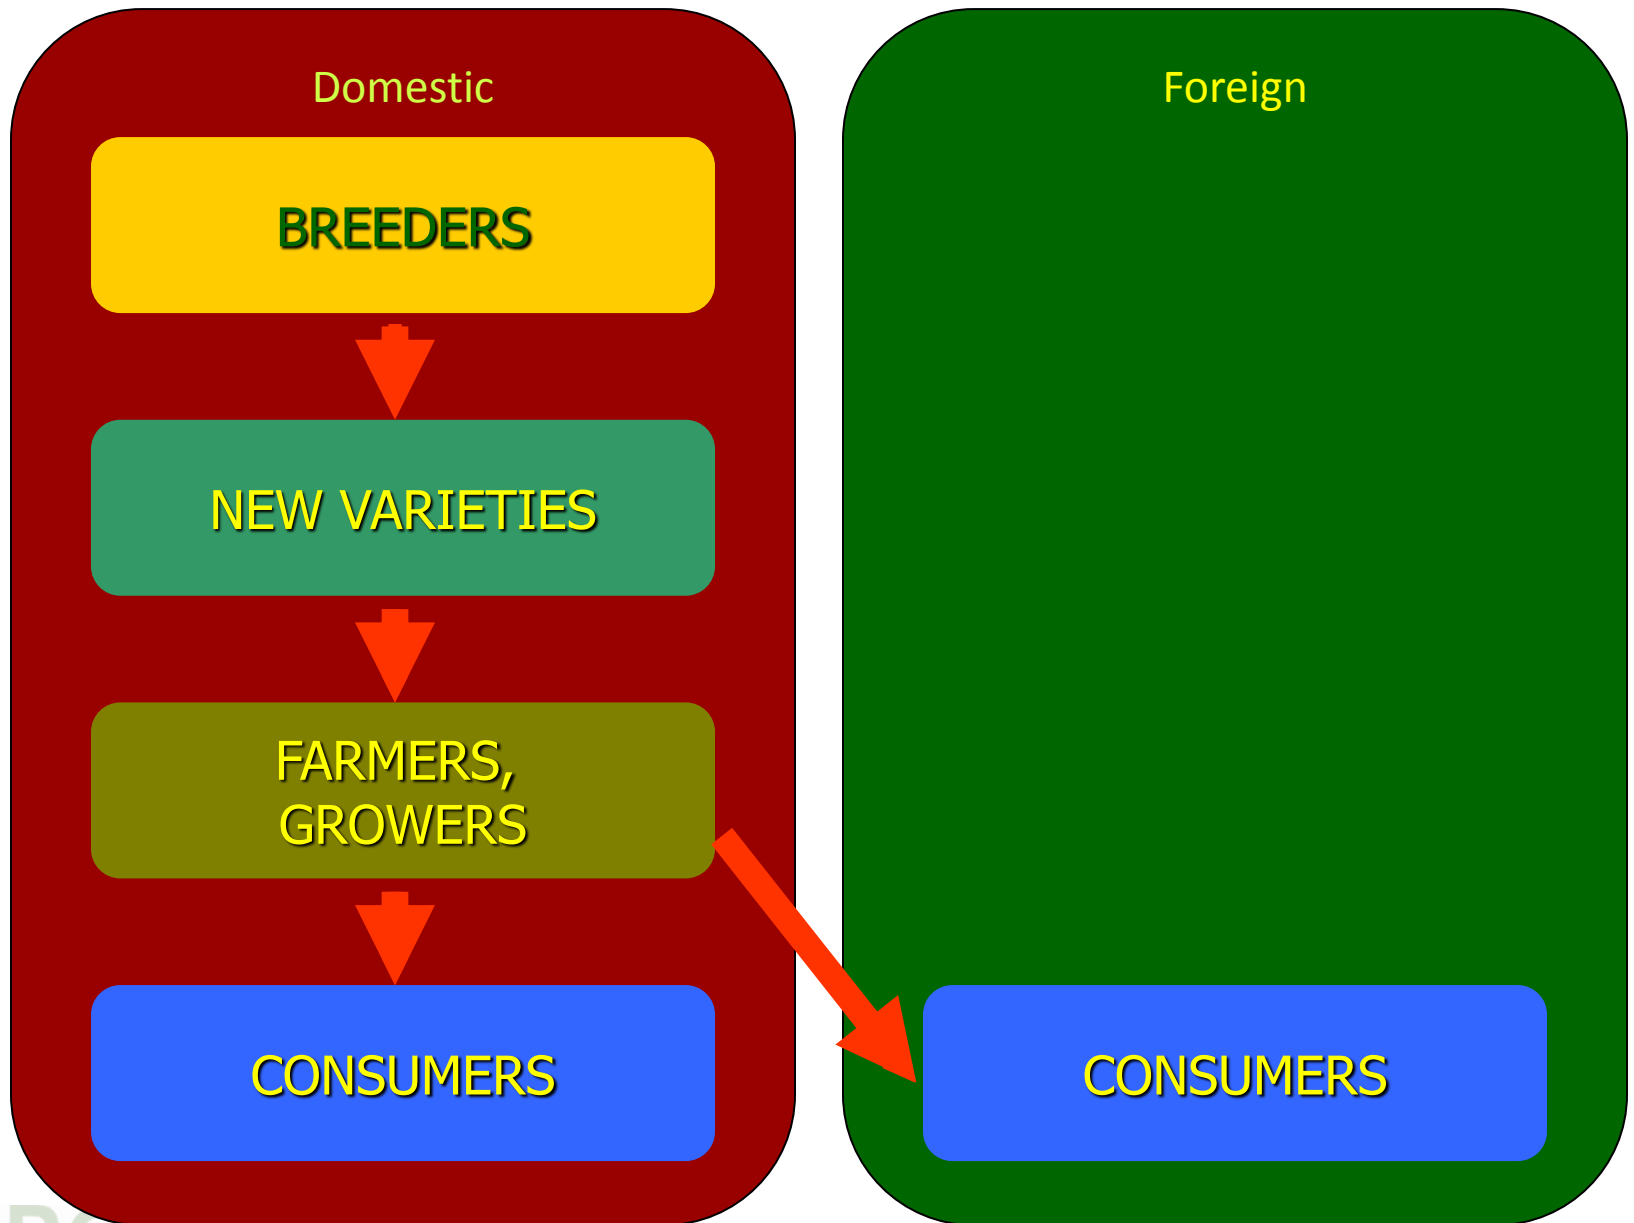 Domestic
Foreign
BREEDERS
NEW VARIETIES
FARMERS,
GROWERS
CONSUMERS
CONSUMERS